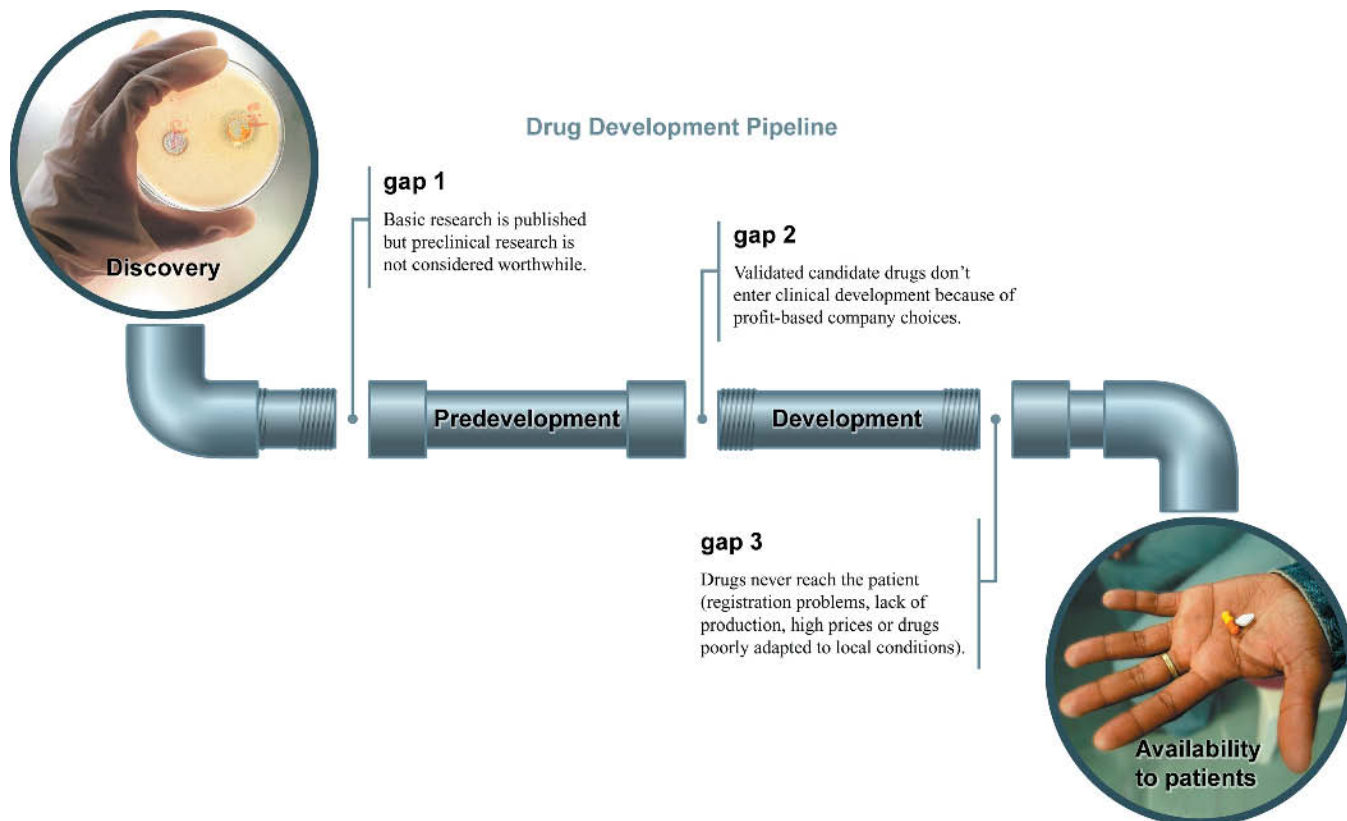 Drug Development Pipeline
Discovery
gap 1
Basic research is published
but preclinical research is
not considered worthwhile.
gap 2
Validated candidate drugs don’t
enter clinical development because of
profit-based company choices.
Predevelopment
Development
gap 3
Drugs never reach the patient
(registration problems, lack of
production, high prices or drugs
poorly adapted to local conditions).
Availability
to patients